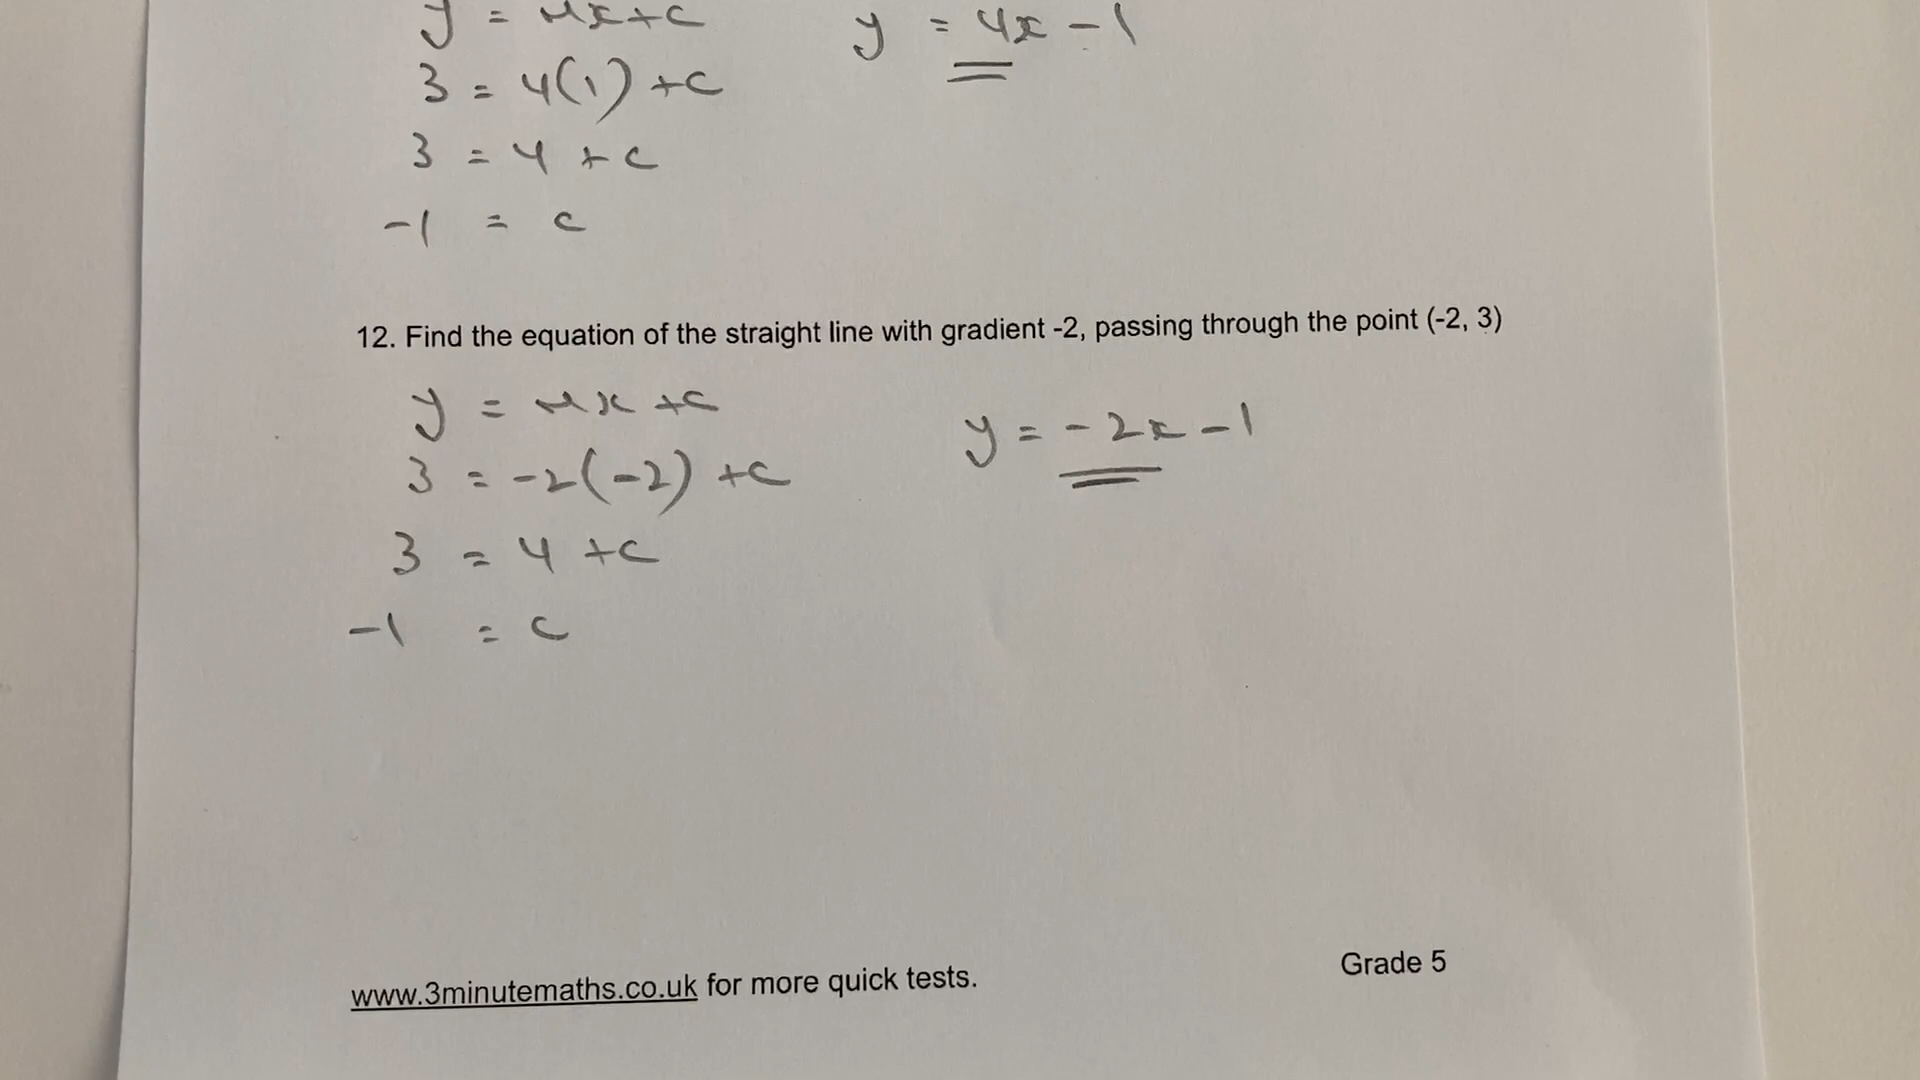 y = mx+c
y = 4x - 1
3 = 4(1) +c
3 = 4 + c
-1 = c
12. Find the equation of the straight line with gradient -2, passing through the point (-2, 3)
y = mx +c
y = -2x - 1
3 = -2(-2) +c
3 = 4 +c
-1 = c
Grade 5
www.3minutemaths.co.uk for more quick tests.